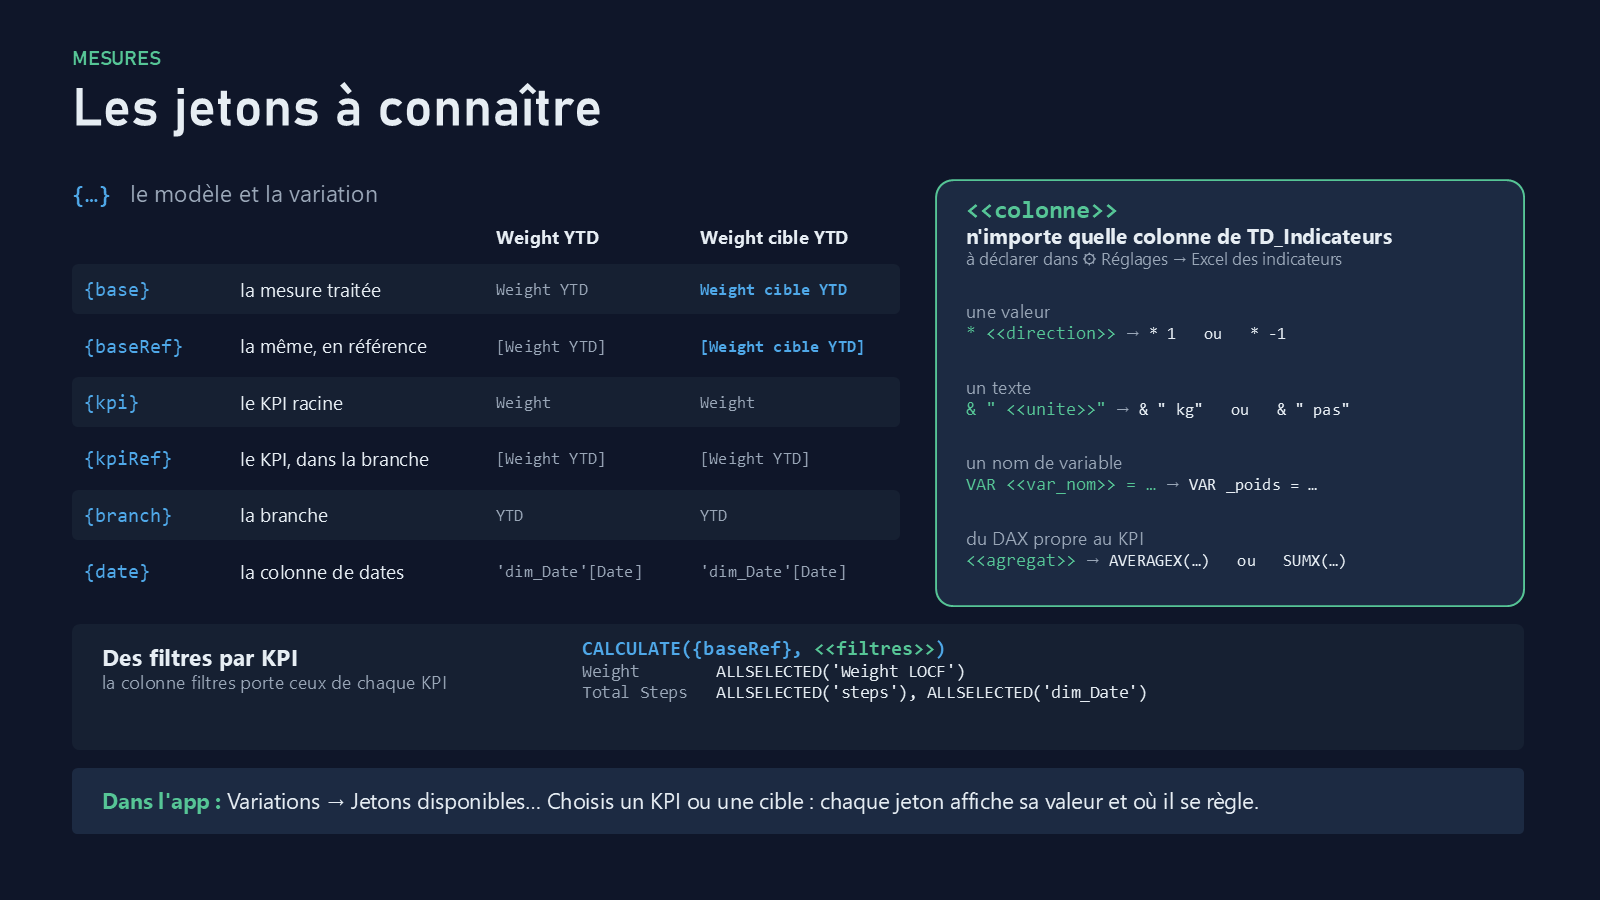 MESURES
Les jetons à connaître
{…} le modèle et la variation
Weight YTD Weight cible YTD
{base} la mesure traitée Weight YTD Weight cible YTD
{baseRef} la même, en référence [Weight YTD] [Weight cible YTD]
{kpi} le KPI racine Weight Weight
{kpiRef} le KPI, dans la branche [Weight YTD] [Weight YTD]
{branch} la branche YTD YTD
{date} la colonne de dates 'dim_Date'[Date] 'dim_Date'[Date]
<<colonne>>
n'importe quelle colonne de TD_Indicateurs
à déclarer dans ⚙ Réglages → Excel des indicateurs
une valeur
* <<direction>> → * 1 ou * -1
un texte
& " <<unite>>" → & " kg" ou & " pas"
un nom de variable
VAR <<var_nom>> = … → VAR _poids = …
du DAX propre au KPI
<<agregat>> → AVERAGEX(…) ou SUMX(…)
Des filtres par KPI
la colonne filtres porte ceux de chaque KPI
CALCULATE({baseRef}, <<filtres>>)
Weight ALLSELECTED('Weight LOCF')
Total Steps ALLSELECTED('steps'), ALLSELECTED('dim_Date')
Dans l'app : Variations → Jetons disponibles… Choisis un KPI ou une cible : chaque jeton affiche sa valeur et où il se règle.